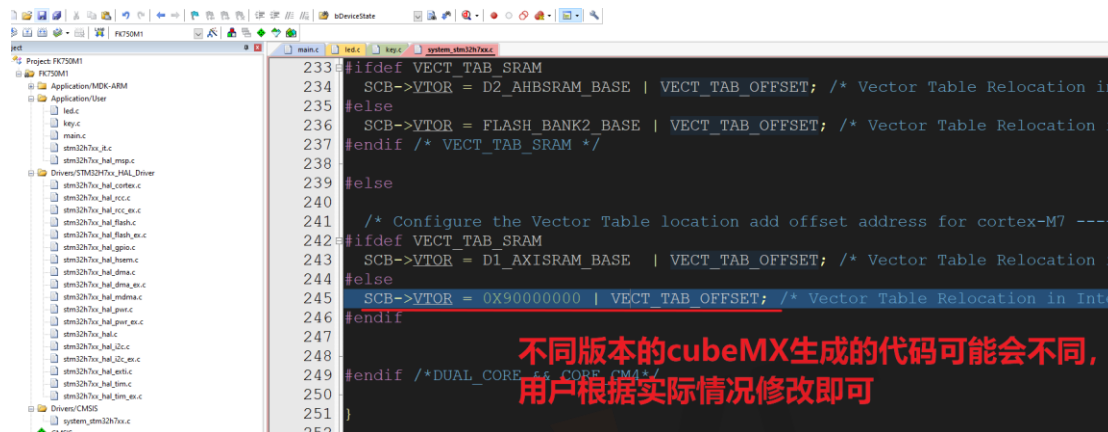 bDeviceState
FK750M1
ject
main.c
led.c
key.c
system_stm32h7xx.c
Project: FK750M1
FK750M1
Application/MDK-ARM
Application/User
led.c
key.c
main.c
stm32h7xx_it.c
stm32h7xx_hal_msp.c
Drivers/STM32H7xx_HAL_Driver
stm32h7xx_hal_cortex.c
stm32h7xx_hal_rcc.c
stm32h7xx_hal_rcc_ex.c
stm32h7xx_hal_flash.c
stm32h7xx_hal_flash_ex.c
stm32h7xx_hal_gpio.c
stm32h7xx_hal_hsem.c
stm32h7xx_hal_dma.c
stm32h7xx_hal_dma_ex.c
stm32h7xx_hal_mdma.c
stm32h7xx_hal_pwr.c
stm32h7xx_hal_pwr_ex.c
stm32h7xx_hal.c
stm32h7xx_hal_i2c.c
stm32h7xx_hal_i2c_ex.c
stm32h7xx_hal_exti.c
stm32h7xx_hal_tim.c
stm32h7xx_hal_tim_ex.c
Drivers/CMSIS
system_stm32h7xx.c
CMSIS
233 #ifdef VECT_TAB_SRAM
234 SCB->VTOR = D2_AHBSRAM_BASE | VECT_TAB_OFFSET; /* Vector Table Relocation in
235 #else
236 SCB->VTOR = FLASH_BANK2_BASE | VECT_TAB_OFFSET; /* Vector Table Relocation
237 #endif /* VECT_TAB_SRAM */
238
239 #else
240
241 /* Configure the Vector Table location add offset address for cortex-M7 ----
242 #ifdef VECT_TAB_SRAM
243 SCB->VTOR = D1_AXISRAM_BASE | VECT_TAB_OFFSET; /* Vector Table Relocation
244 #else
245 SCB->VTOR = 0X90000000 | VECT_TAB_OFFSET; /* Vector Table Relocation in Inte
246 #endif
247
248
249 #endif /*DUAL_CORE && CORE_CM4*/
250
251 }
252
不同版本的cubeMX生成的代码可能会不同，
用户根据实际情况修改即可